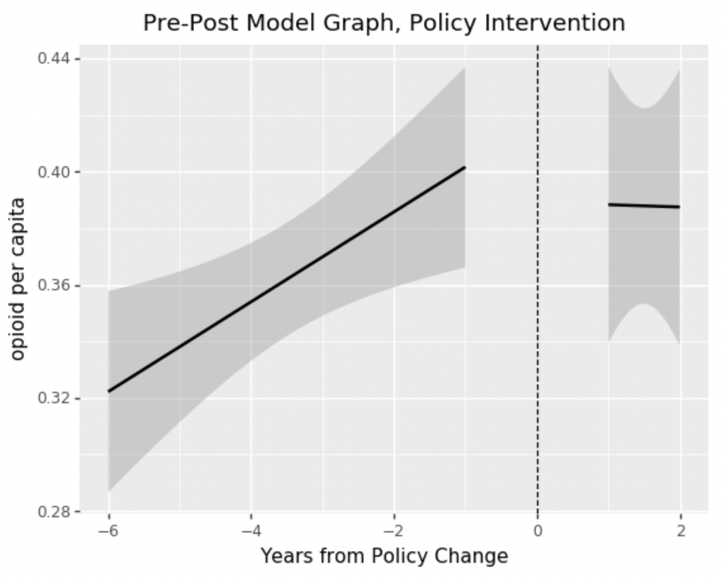 Pre-Post Model Graph, Policy Intervention
0.44
0.40
0.36
0.32
0.28
opioid per capita
−6 −4 −2 0 2
Years from Policy Change